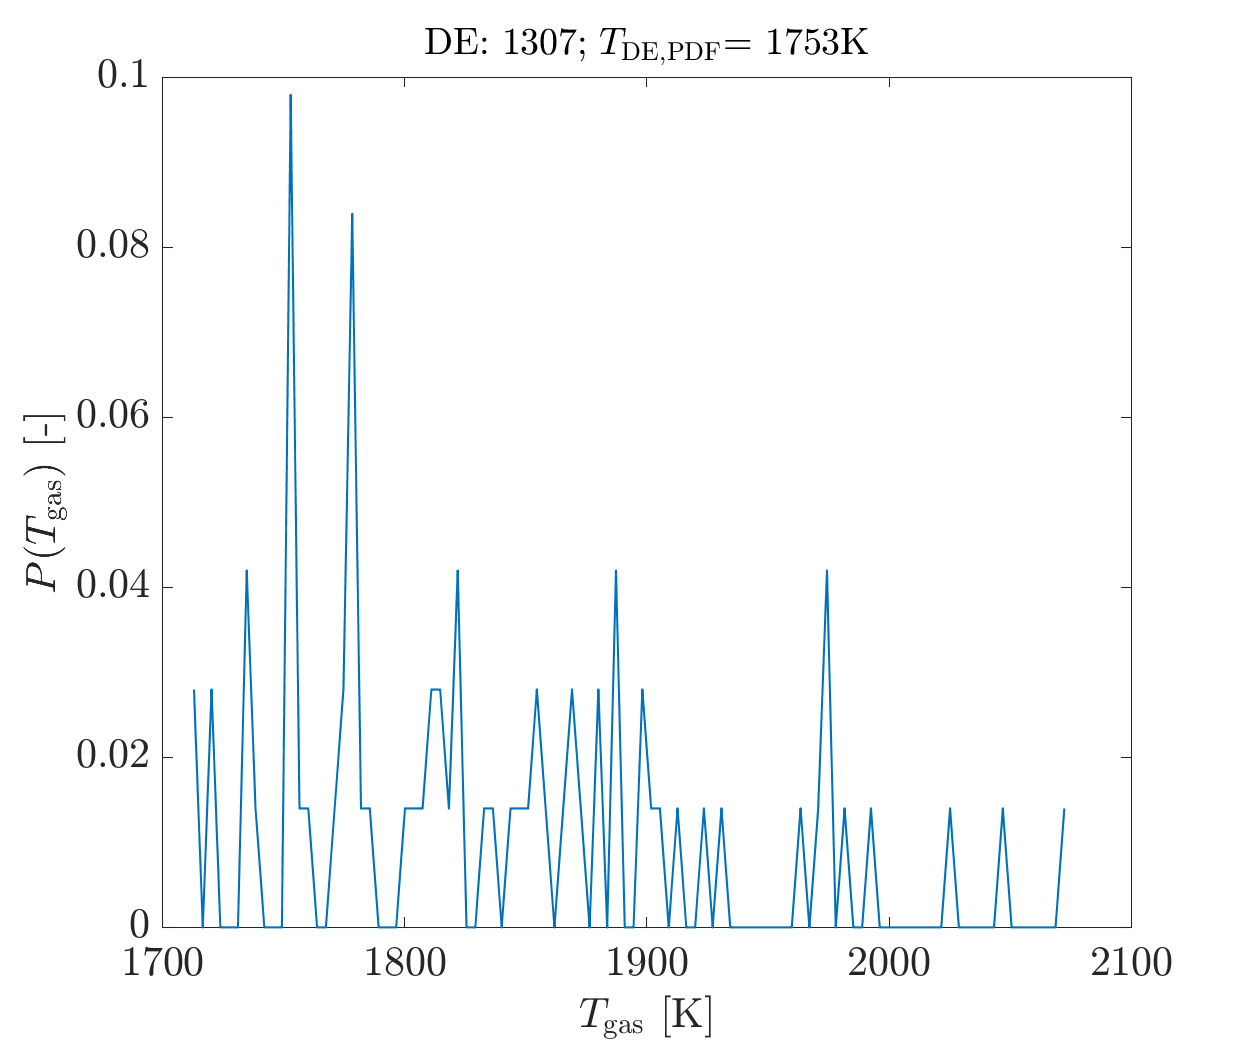 DE: 1307; T_DE,PDF= 1753K
0.1
0.08
0.06
0.04
0.02
0
P(T_gas) [-]
1700 1800 1900 2000 2100
T_gas [K]